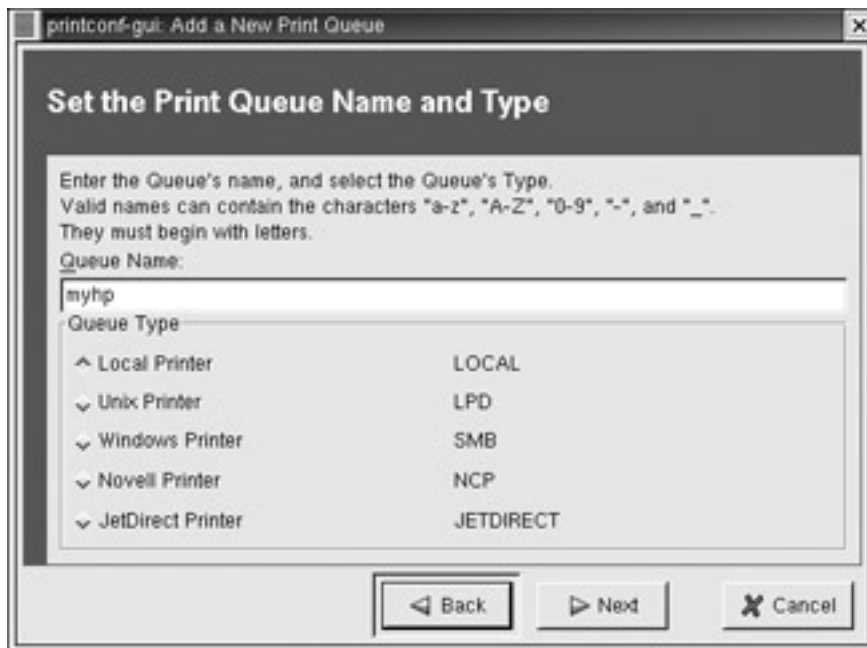 printconf-gui: Add a New Print Queue
Set the Print Queue Name and Type
Enter the Queue's name, and select the Queue's Type.
Valid names can contain the characters "a-z", "A-Z", "0-9", "-", and "_".
They must begin with letters.
Queue Name:
myhp
Queue Type
Local Printer LOCAL
Unix Printer LPD
Windows Printer SMB
Novell Printer NCP
JetDirect Printer JETDIRECT
Back Next Cancel